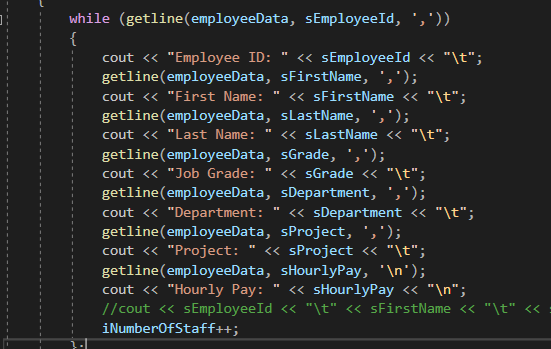 {
while (getline(employeeData, sEmployeeId, ','))
{
cout << "Employee ID: " << sEmployeeId << "\t";
getline(employeeData, sFirstName, ',');
cout << "First Name: " << sFirstName << "\t";
getline(employeeData, sLastName, ',');
cout << "Last Name: " << sLastName << "\t";
getline(employeeData, sGrade, ',');
cout << "Job Grade: " << sGrade << "\t";
getline(employeeData, sDepartment, ',');
cout << "Department: " << sDepartment << "\t";
getline(employeeData, sProject, ',');
cout << "Project: " << sProject << "\t";
getline(employeeData, sHourlyPay, '\n');
cout << "Hourly Pay: " << sHourlyPay << "\n";
//cout << sEmployeeId << "\t" << sFirstName << "\t" <<
iNumberOfStaff++;
};